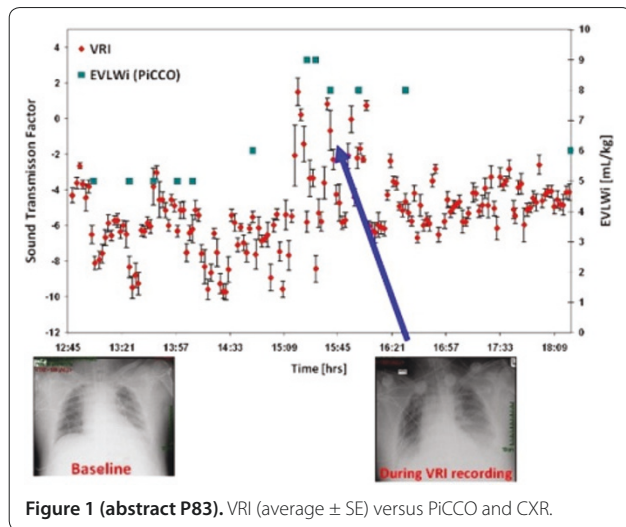 VRI
EVLWi (PiCCO)
Sound Transmisson Factor
4
2
0
-2
-4
-6
-8
-10
-12
10
9
8
7
6
5
4
3
2
1
0
EVLWi [mL/kg]
12:45 13:21 13:57 14:33 15:09 15:45 16:21 16:57 17:33 18:09
Time [hrs]
Baseline
During VRI recording
Figure 1 (abstract P83). VRI (average ± SE) versus PiCCO and CXR.